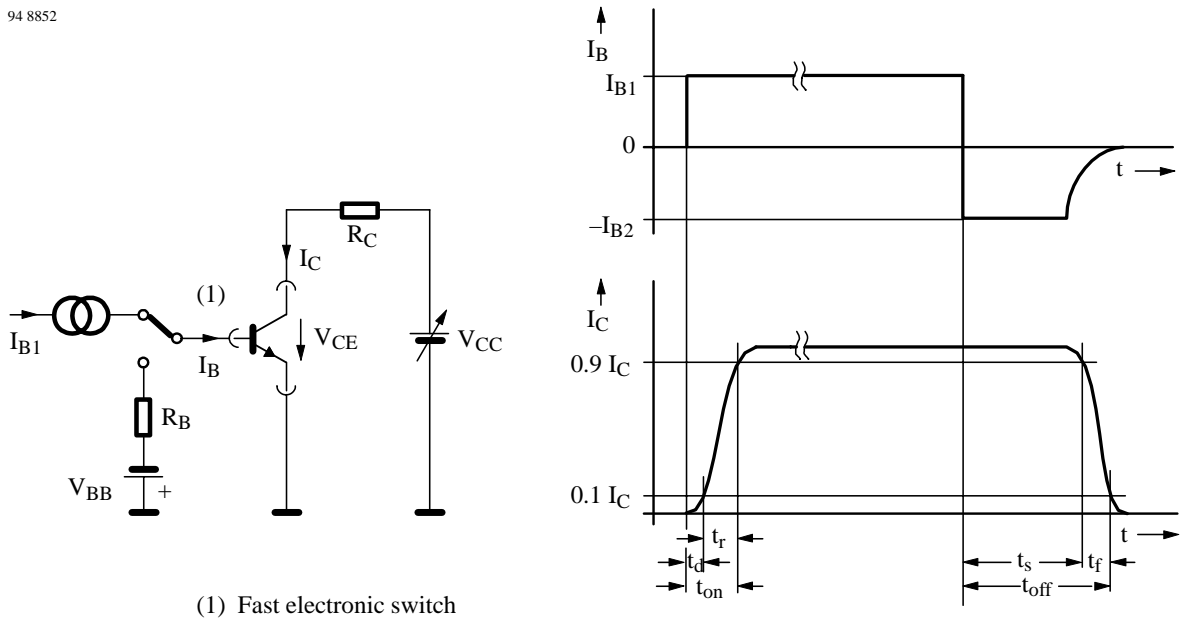 94 8852
I_B
I_B1
0
t
–I_B2
R_C
I_C
(1)
I_B1
I_B
V_CE
V_CC
R_B
V_BB
+
I_C
0.9 I_C
0.1 I_C
t
t_r
t_d
t_on
t_s
t_f
t_off
(1) Fast electronic switch